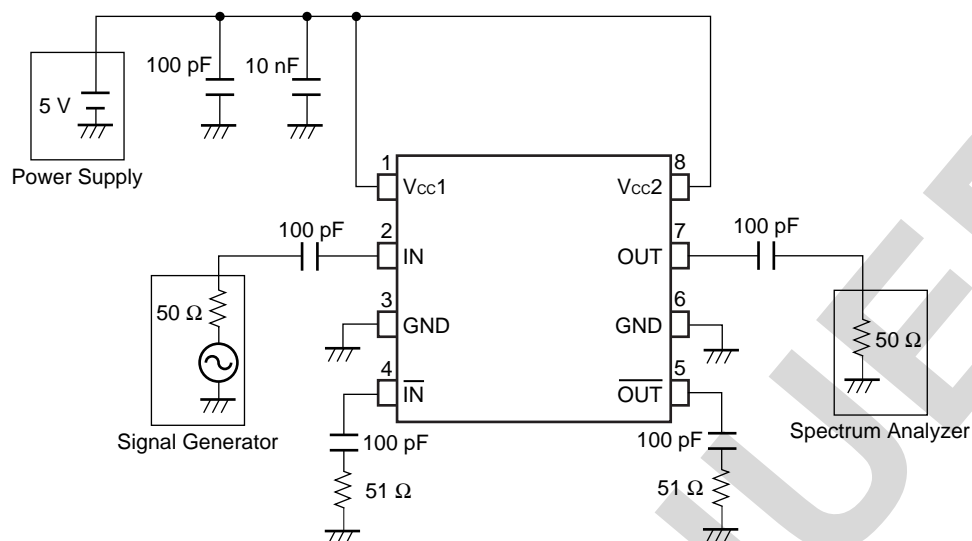 100 pF
10 nF
5 V
Power Supply
1
VCC1
8
VCC2
100 pF
2
IN
7
OUT
100 pF
50 Ω
3
GND
6
GND
50 Ω
4
IN
5
OUT
Signal Generator
100 pF
100 pF
Spectrum Analyzer
51 Ω
51 Ω